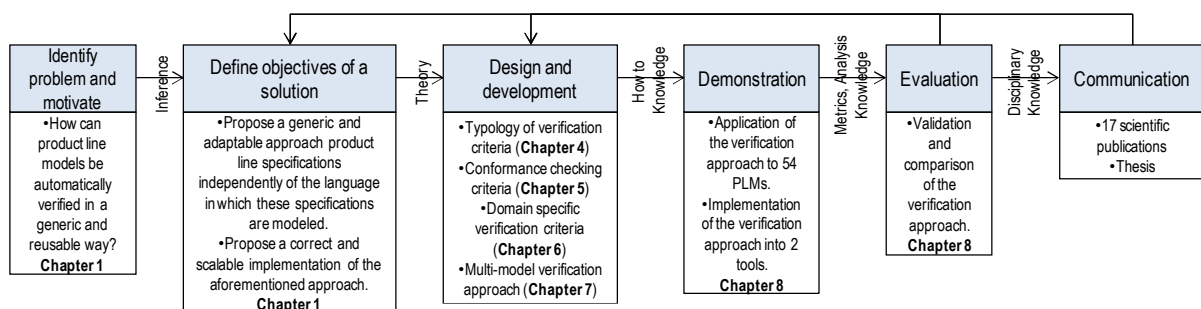 Identify
problem and
motivate
•How can
product line
models be
automatically
verified in a
generic and
reusable way?
Chapter 1
Inference
Define objectives of a
solution
•Propose a generic and
adaptable approach product
line specifications
independently of the language
in which these specifications
are modeled.
•Propose a correct and
scalable implementation of the
aforementioned approach.
Chapter 1
Theory
Design and
development
•Typology of verification
criteria (Chapter 4)
•Conformance checking
criteria (Chapter 5)
•Domain specific
verification criteria
(Chapter 6)
•Multi-model verification
approach (Chapter 7)
How to
Knowledge
Demonstration
•Application of
the verification
approach to 54
PLMs.
•Implementation
of the verification
approach into 2
tools.
Chapter 8
Metrics, Analysis
Knowledge
Evaluation
•Validation
and
comparison
of the
verification
approach.
Chapter 8
Disciplinary
Knowledge
Communication
•17 scientific
publications
•Thesis